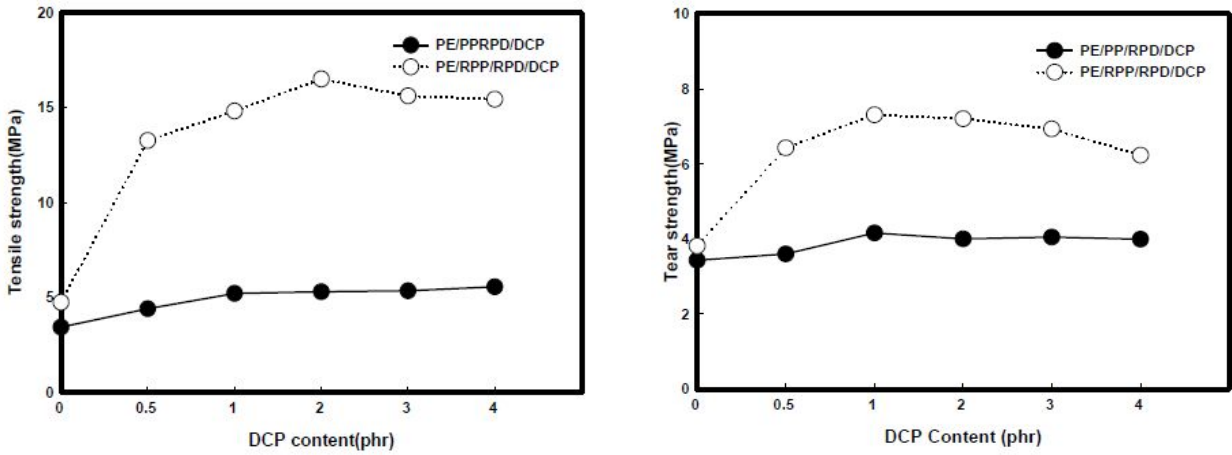 20
15
10
5
0
Tensile strength(MPa)
PE/PPRPD/DCP
PE/RPP/RPD/DCP
0 0.5 1 2 3 4
DCP content(phr)
10
8
6
4
2
0
Tear strength(MPa)
PE/PP/RPD/DCP
PE/RPP/RPD/DCP
0 0.5 1 2 3 4
DCP Content (phr)